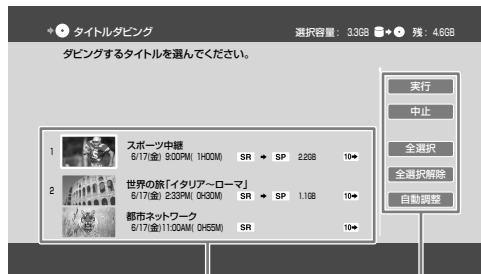 タイトルダビング 選択容量: 3.3GB 残: 4.6GB
ダビングするタイトルを選んでください。
実行
中止
全選択
全選択解除
自動調整
1 スポーツ中継
6/17(金) 9:00PM( 1H00M) SR ➡ SP 2.2GB 10➡
2 世界の旅「イタリア〜ローマ」
6/17(金) 2:33PM( 0H30M) SR ➡ SP 1.1GB 10➡
都市ネットワーク
6/17(金)11:00AM( 0H55M) SR 10➡